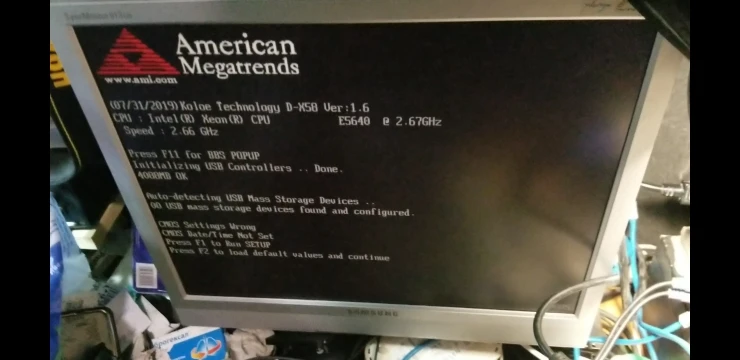 American
Megatrends
www.ami.com
(07/31/2019)Koloe Technology D-X58 Ver:1.6
CPU : Intel(R) Xeon(R) CPU E5640 @ 2.67GHz
Speed : 2.66 GHz
Press F11 for BBS POPUP
Initializing USB Controllers .. Done.
4088MB OK
Auto-detecting USB Mass Storage Devices ..
00 USB mass storage devices found and configured.
CMOS Settings Wrong
CMOS Date/Time Not Set
Press F1 to Run SETUP
Press F2 to load default values and continue
SAMSUNG